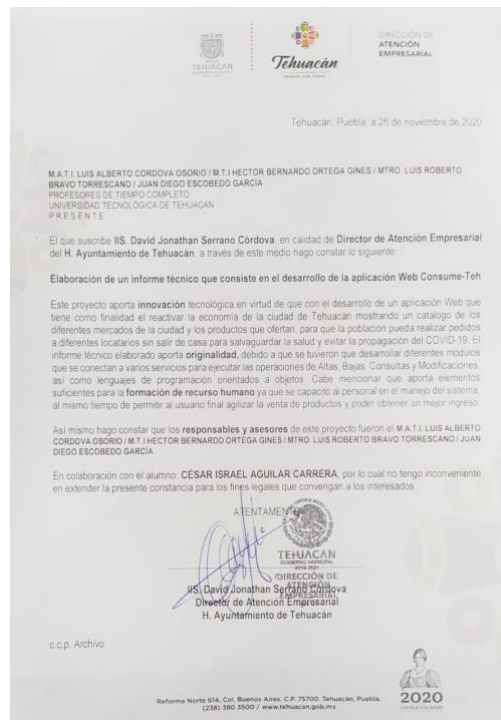 TEHUACÁN
Tehuacán
DIRECCIÓN DE
ATENCIÓN
EMPRESARIAL
Tehuacán, Puebla, a 25 de noviembre de 2020
M.A.T.I. LUIS ALBERTO CORDOVA OSORIO / M.T.I HECTOR BERNARDO ORTEGA GINES / MTRO. LUIS ROBERTO
BRAVO TORRESCANO / JUAN DIEGO ESCOBEDO GARCÍA
PROFESORES DE TIEMPO COMPLETO
UNIVERSIDAD TECNOLÓGICA DE TEHUACÁN
P R E S E N T E
El que suscribe IIS. David Jonathan Serrano Córdova, en calidad de Director de Atención Empresarial
del H. Ayuntamiento de Tehuacán, a través de este medio hago constar lo siguiente:
Elaboración de un informe técnico que consiste en el desarrollo de la aplicación Web Consume-Teh
Este proyecto aporta innovación tecnológica en virtud de que con el desarrollo de un aplicación Web que
tiene como finalidad el reactivar la economía de la ciudad de Tehuacán mostrando un catalogo de los
diferentes mercados de la ciudad y los productos que ofertan, para que la población pueda realizar pedidos
a diferentes locatarios sin salir de casa para salvaguardar la salud y evitar la propagación del COVID-19. El
informe técnico elaborado aporta originalidad, debido a que se tuvieron que desarrollar diferentes módulos
que se conectan a varios servicios para ejecutar las operaciones de Altas, Bajas, Consultas y Modificaciones,
así como lenguajes de programación orientados a objetos. Cabe mencionar que aporta elementos
suficientes para la formación de recurso humano ya que se capacitó al personal en el manejo del sistema,
al mismo tiempo de permitir al usuario final agilizar la venta de productos y poder obtener un mejor ingreso.
Así mismo hago constar que los responsables y asesores de este proyecto fueron el M.A.T.I. LUIS ALBERTO
CORDOVA OSORIO / M.T.I HECTOR BERNARDO ORTEGA GINES / MTRO. LUIS ROBERTO BRAVO TORRESCANO / JUAN
DIEGO ESCOBEDO GARCÍA
En colaboración con el alumno: CÉSAR ISRAEL AGUILAR CARRERA, por lo cual no tengo inconveniente
en extender la presente constancia para los fines legales que convengan a los interesados.
ATENTAMENTE
TEHUACAN
GOBIERNO MUNICIPAL
2018-2021
DIRECCIÓN DE
ATENCIÓN
EMPRESARIAL
IIS. David Jonathan Serrano Córdova
Director de Atención Empresarial
H. Ayuntamiento de Tehuacán
c.c.p. Archivo
Reforma Norte 614, Col. Buenos Aires, C.P. 75700. Tehuacán, Puebla.
(238) 380 3500 / www.tehuacan.gob.mx
2020
LEONA VICARIO